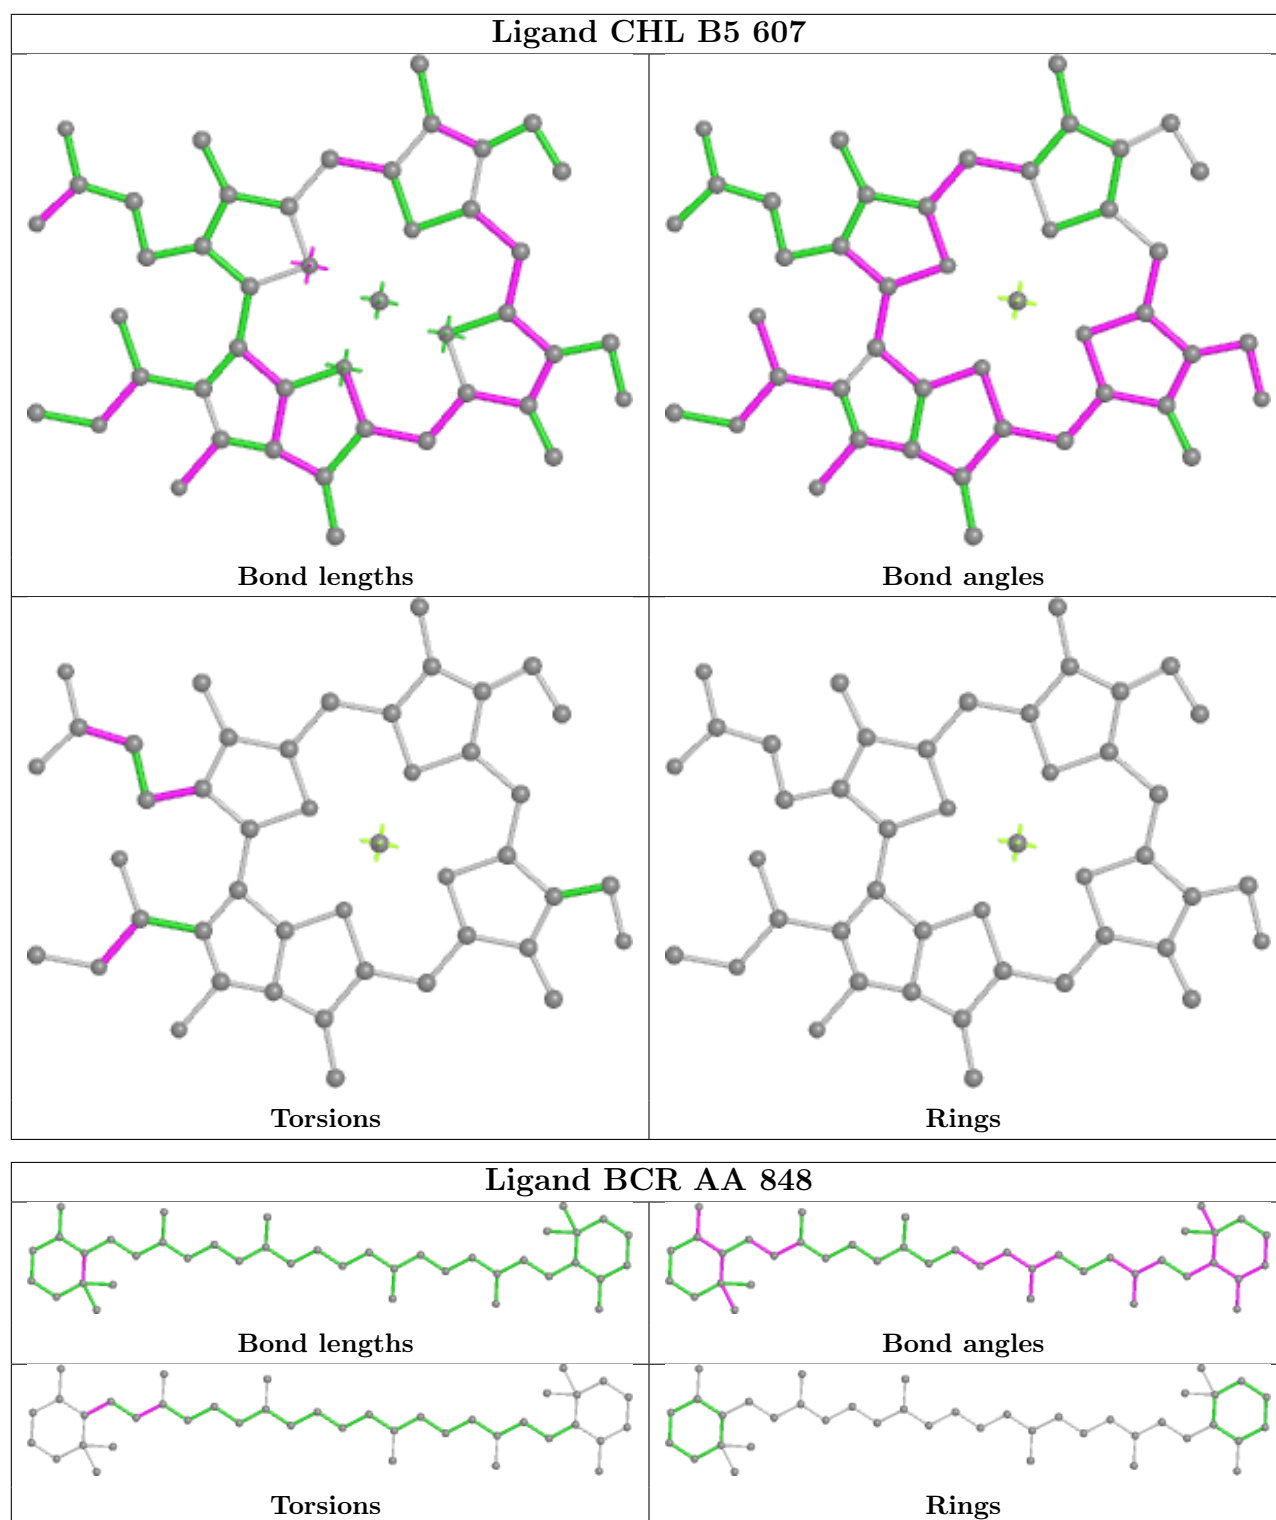 Ligand CHL B5 607
Bond lengths
Bond angles
Torsions
Rings
Ligand BCR AA 848
Bond lengths
Bond angles
Torsions
Rings